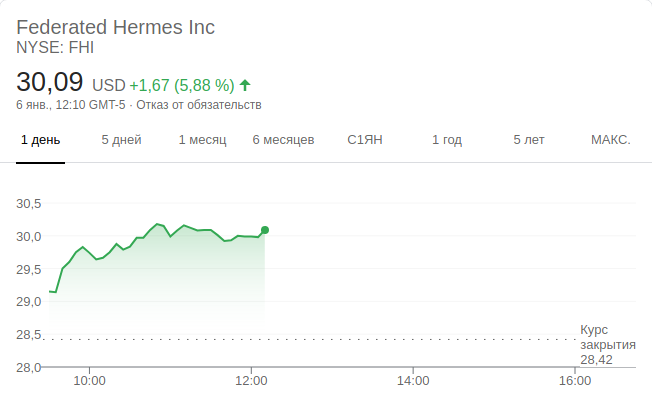 Federated Hermes Inc
NYSE: FHI
30,09 USD +1,67 (5,88 %)
6 янв., 12:10 GMT-5 · Отказ от обязательств
1 день 5 дней 1 месяц 6 месяцев С1ЯН 1 год 5 лет МАКС.
30,5
30,0
29,5
29,0
28,5
28,0
Курс
закрытия
28,42
10:00 12:00 14:00 16:00